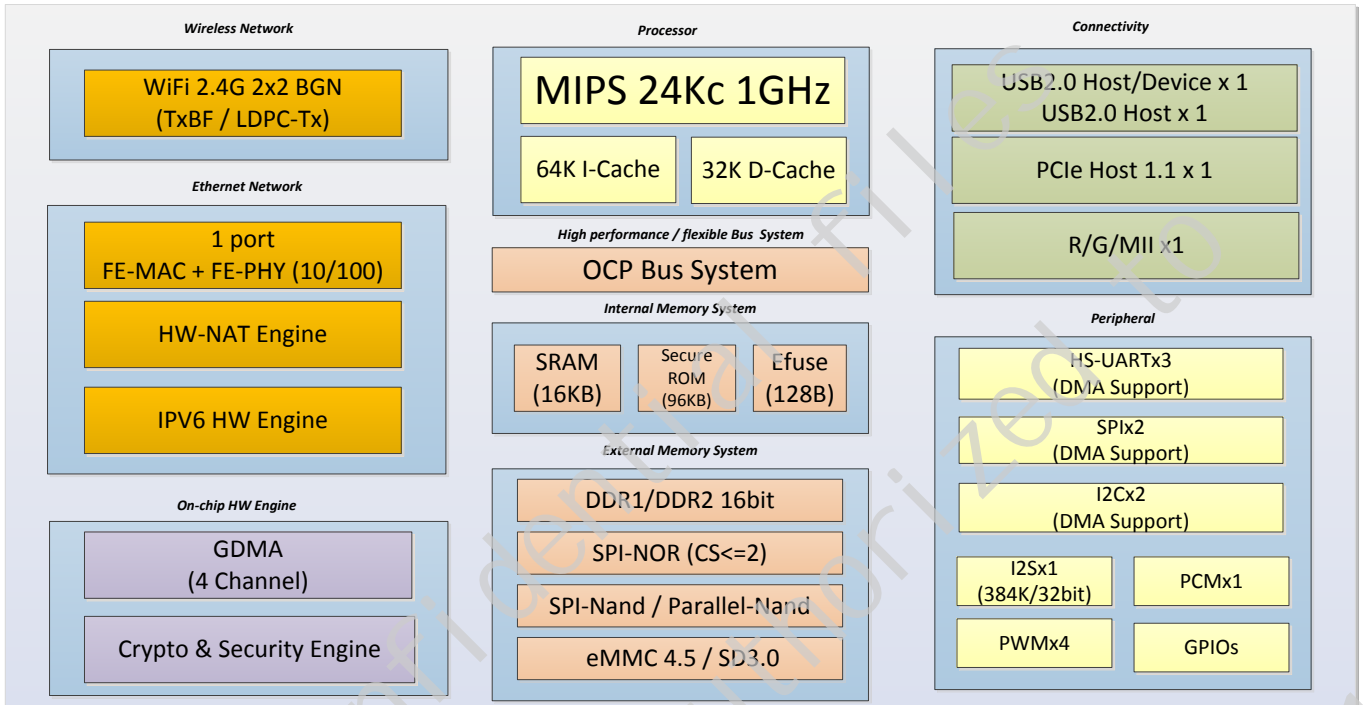 Wireless Network
WiFi 2.4G 2x2 BGN
(TxBF / LDPC-Tx)
Ethernet Network
1 port
FE-MAC + FE-PHY (10/100)
HW-NAT Engine
IPV6 HW Engine
On-chip HW Engine
GDMA
(4 Channel)
Crypto & Security Engine
Processor
MIPS 24Kc 1GHz
64K I-Cache
32K D-Cache
High performance / flexible Bus System
OCP Bus System
Internal Memory System
SRAM
(16KB)
Secure
ROM
(96KB)
Efuse
(128B)
External Memory System
DDR1/DDR2 16bit
SPI-NOR (CS<=2)
SPI-Nand / Parallel-Nand
eMMC 4.5 / SD3.0
Connectivity
USB2.0 Host/Device x 1
USB2.0 Host x 1
PCIe Host 1.1 x 1
R/G/MII x1
Peripheral
HS-UARTx3
(DMA Support)
SPIx2
(DMA Support)
I2Cx2
(DMA Support)
I2Sx1
(384K/32bit)
PCMx1
PWMx4
GPIOs
files
to